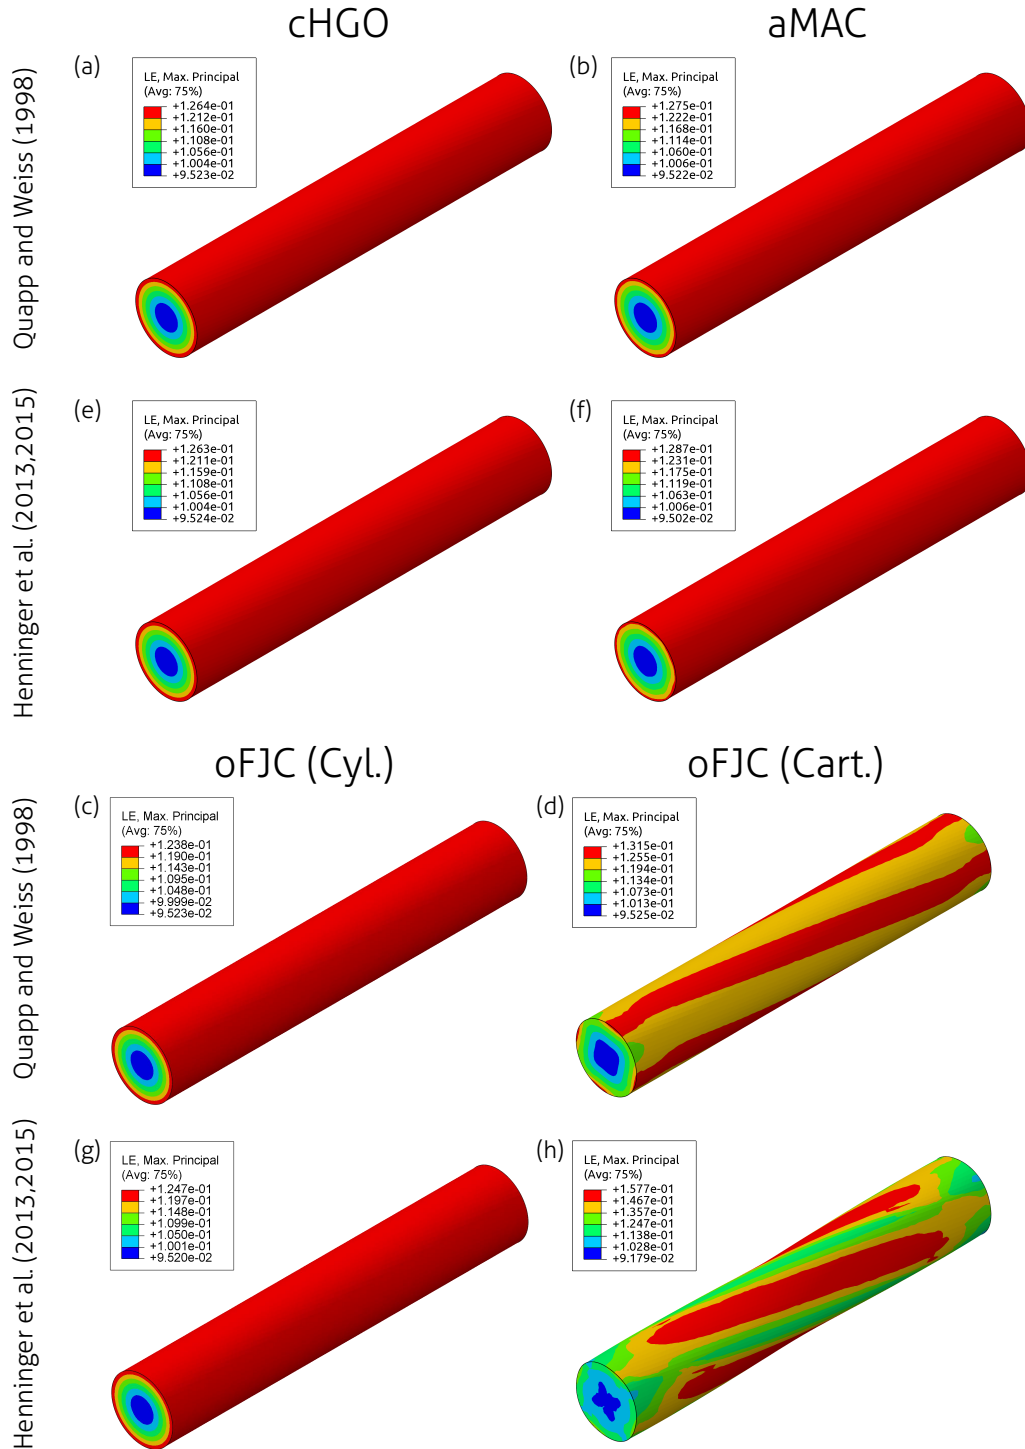 cHGO
aMAC
Quapp and Weiss (1998)
(a)
LE, Max. Principal
(Avg: 75%)
+1.264e-01
+1.212e-01
+1.160e-01
+1.108e-01
+1.056e-01
+1.004e-01
+9.523e-02
(b)
LE, Max. Principal
(Avg: 75%)
+1.275e-01
+1.222e-01
+1.168e-01
+1.114e-01
+1.060e-01
+1.006e-01
+9.522e-02
Henninger et al. (2013,2015)
(e)
LE, Max. Principal
(Avg: 75%)
+1.263e-01
+1.211e-01
+1.159e-01
+1.108e-01
+1.056e-01
+1.004e-01
+9.524e-02
(f)
LE, Max. Principal
(Avg: 75%)
+1.287e-01
+1.231e-01
+1.175e-01
+1.119e-01
+1.063e-01
+1.006e-01
+9.502e-02
oFJC (Cyl.)
oFJC (Cart.)
Quapp and Weiss (1998)
(c)
LE, Max. Principal
(Avg: 75%)
+1.238e-01
+1.190e-01
+1.143e-01
+1.095e-01
+1.048e-01
+9.999e-02
+9.523e-02
(d)
LE, Max. Principal
(Avg: 75%)
+1.315e-01
+1.255e-01
+1.194e-01
+1.134e-01
+1.073e-01
+1.013e-01
+9.525e-02
Henninger et al. (2013,2015)
(g)
LE, Max. Principal
(Avg: 75%)
+1.247e-01
+1.197e-01
+1.148e-01
+1.099e-01
+1.050e-01
+1.001e-01
+9.520e-02
(h)
LE, Max. Principal
(Avg: 75%)
+1.577e-01
+1.467e-01
+1.357e-01
+1.247e-01
+1.138e-01
+1.028e-01
+9.179e-02